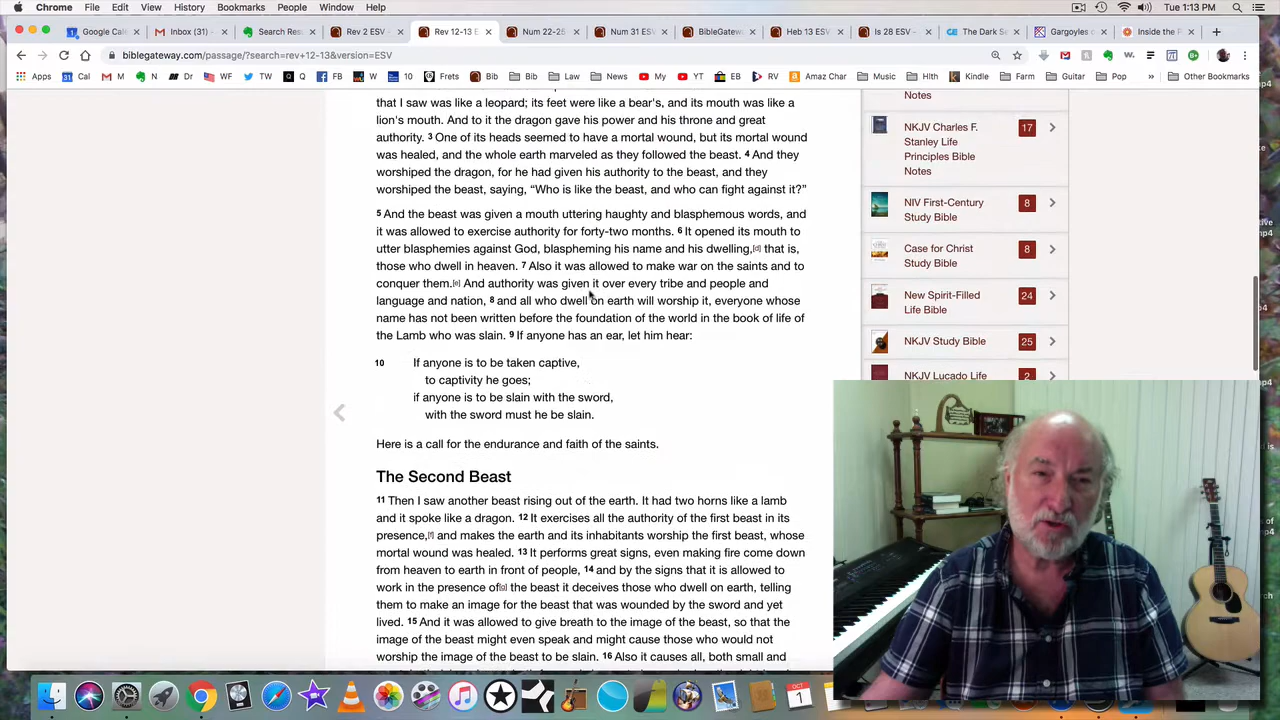 Chrome File Edit View History Bookmarks People Window Help
Tue 1:13 PM
Google Cal
Inbox (31) -
Search Res
Rev 2 ESV -
Rev 12-13 E
Num 22-25
Num 31 ESV
BibleGatew
Heb 13 ESV
Is 28 ESV -
The Dark S
Gargoyles o
Inside the P
biblegateway.com/passage/?search=rev+12-13&version=ESV
Apps Cal M N Dr WF TW Q FB W 10 Frets Bib Bib Law News My YT EB RV Amaz Char Music Hlth Kindle Farm Guitar Pop » Other Bookmarks
that I saw was like a leopard; its feet were like a bear's, and its mouth was like a
lion's mouth. And to it the dragon gave his power and his throne and great
authority. 3 One of its heads seemed to have a mortal wound, but its mortal wound
was healed, and the whole earth marveled as they followed the beast. 4 And they
worshiped the dragon, for he had given his authority to the beast, and they
worshiped the beast, saying, “Who is like the beast, and who can fight against it?”
5 And the beast was given a mouth uttering haughty and blasphemous words, and
it was allowed to exercise authority for forty-two months. 6 It opened its mouth to
utter blasphemies against God, blaspheming his name and his dwelling,[d] that is,
those who dwell in heaven. 7 Also it was allowed to make war on the saints and to
conquer them.[e] And authority was given it over every tribe and people and
language and nation, 8 and all who dwell on earth will worship it, everyone whose
name has not been written before the foundation of the world in the book of life of
the Lamb who was slain. 9 If anyone has an ear, let him hear:
10 If anyone is to be taken captive,
to captivity he goes;
if anyone is to be slain with the sword,
with the sword must he be slain.
Here is a call for the endurance and faith of the saints.
The Second Beast
11 Then I saw another beast rising out of the earth. It had two horns like a lamb
and it spoke like a dragon. 12 It exercises all the authority of the first beast in its
presence,[f] and makes the earth and its inhabitants worship the first beast, whose
mortal wound was healed. 13 It performs great signs, even making fire come down
from heaven to earth in front of people, 14 and by the signs that it is allowed to
work in the presence of[g] the beast it deceives those who dwell on earth, telling
them to make an image for the beast that was wounded by the sword and yet
lived. 15 And it was allowed to give breath to the image of the beast, so that the
image of the beast might even speak and might cause those who would not
worship the image of the beast to be slain. 16 Also it causes all, both small and
Notes
NKJV Charles F. 17
Stanley Life
Principles Bible
Notes
NIV First-Century 8
Study Bible
Case for Christ 8
Study Bible
New Spirit-Filled 24
Life Bible
NKJV Study Bible 25
NKJV Lucado Life 2
OCT
1